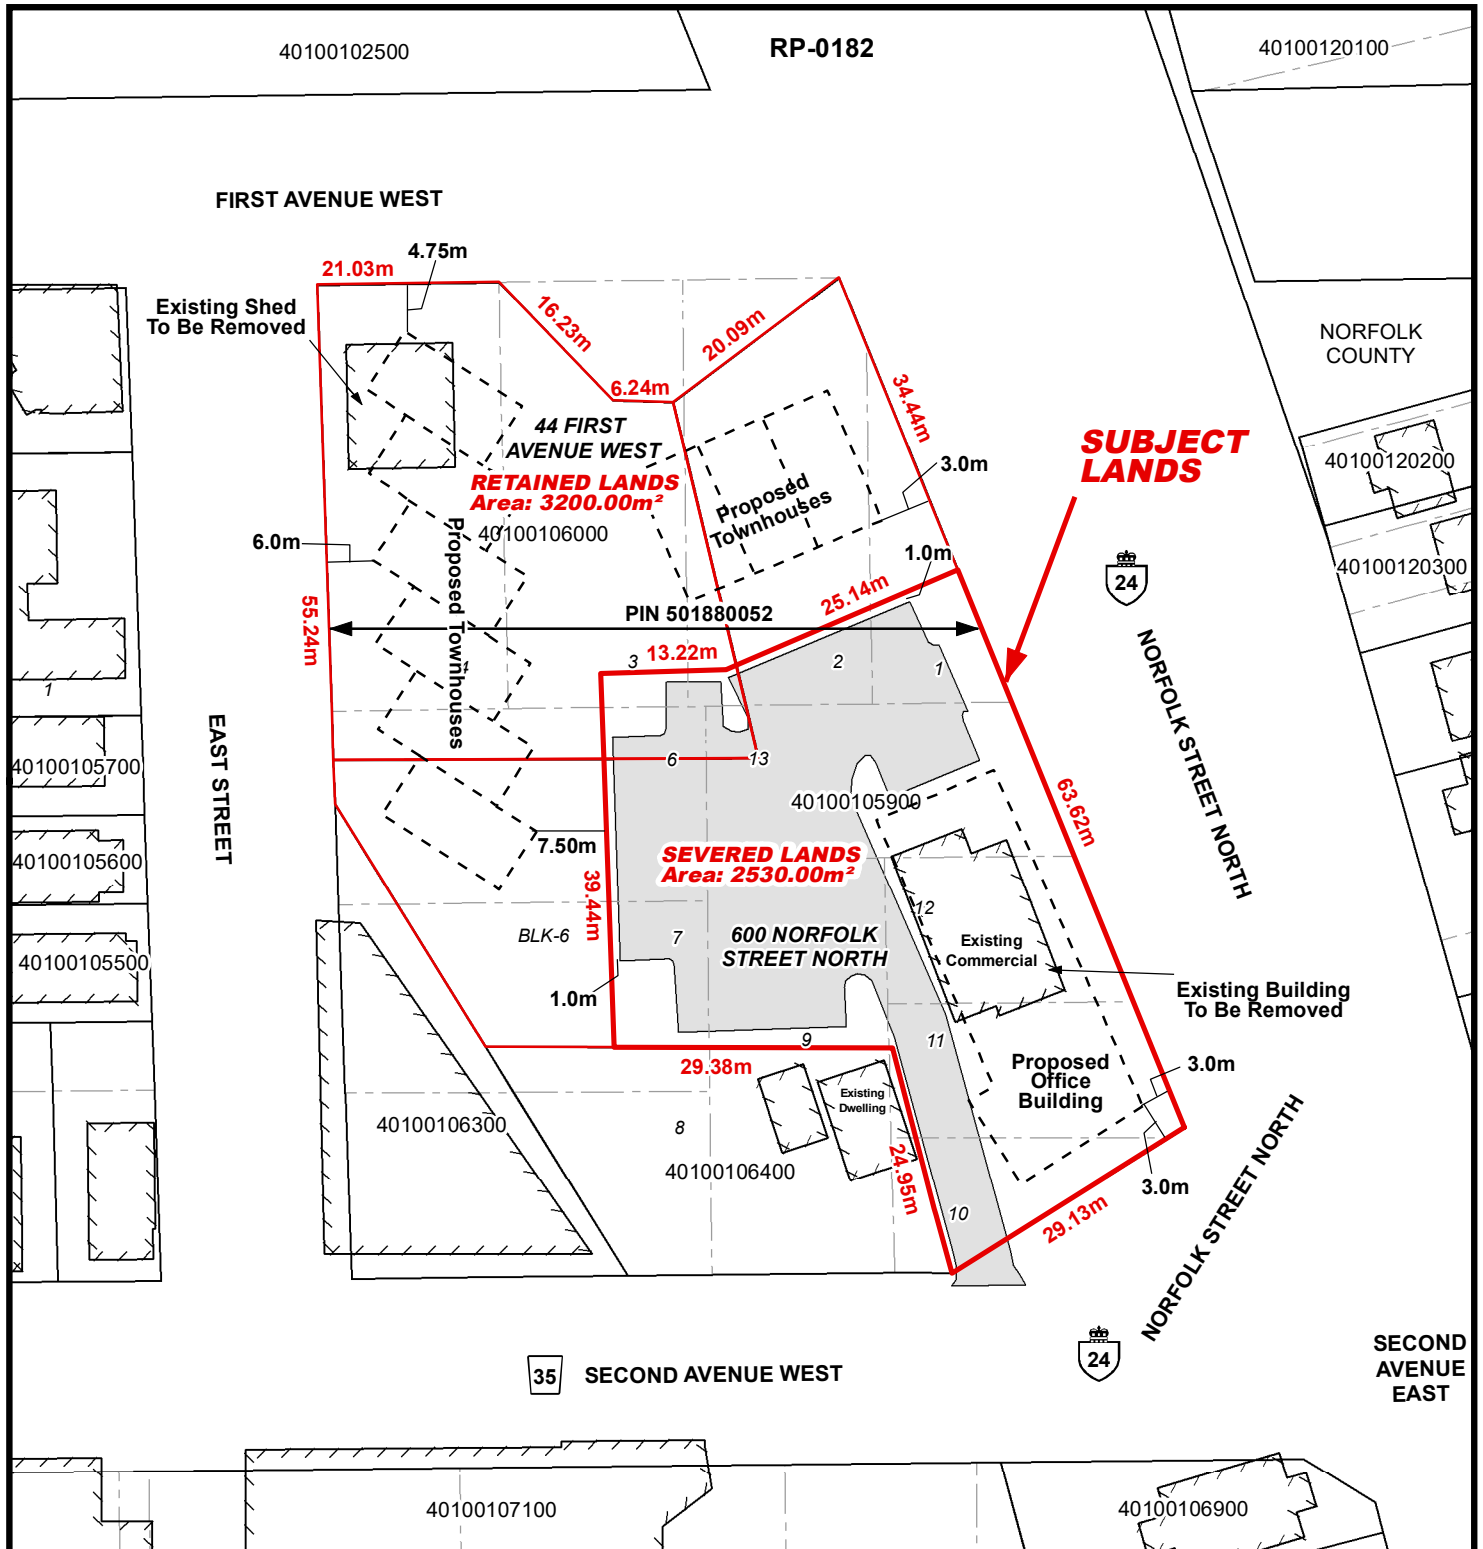 40100102500
RP-0182
40100120100
FIRST AVENUE WEST
4.75m
21.03m
Existing Shed
To Be Removed
16.23m
20.09m
NORFOLK
COUNTY
6.24m
34.44m
44 FIRST
AVENUE WEST
SUBJECT
LANDS
40100120200
3.0m
RETAINED LANDS
Area: 3200.00m²
Proposed
Townhouses
40100106000
6.0m
Proposed Townhouses
1.0m
40100120300
24
25.14m
PIN 501880052
55.24m
13.22m
3
2
1
4
1
NORFOLK STREET NORTH
EAST STREET
40100105700
6
13
40100105900
63.62m
7.50m
SEVERED LANDS
Area: 2530.00m²
40100105600
39.44m
12
BLK-6
7
600 NORFOLK
STREET NORTH
Existing
Commercial
40100105500
1.0m
Existing Building
To Be Removed
9
11
29.38m
Proposed
Office
Building
3.0m
Existing
Dwelling
40100106300
8
40100106400
24.95m
3.0m
10
29.13m
NORFOLK STREET NORTH
24
35
SECOND AVENUE WEST
SECOND
AVENUE
EAST
40100107100
40100106900